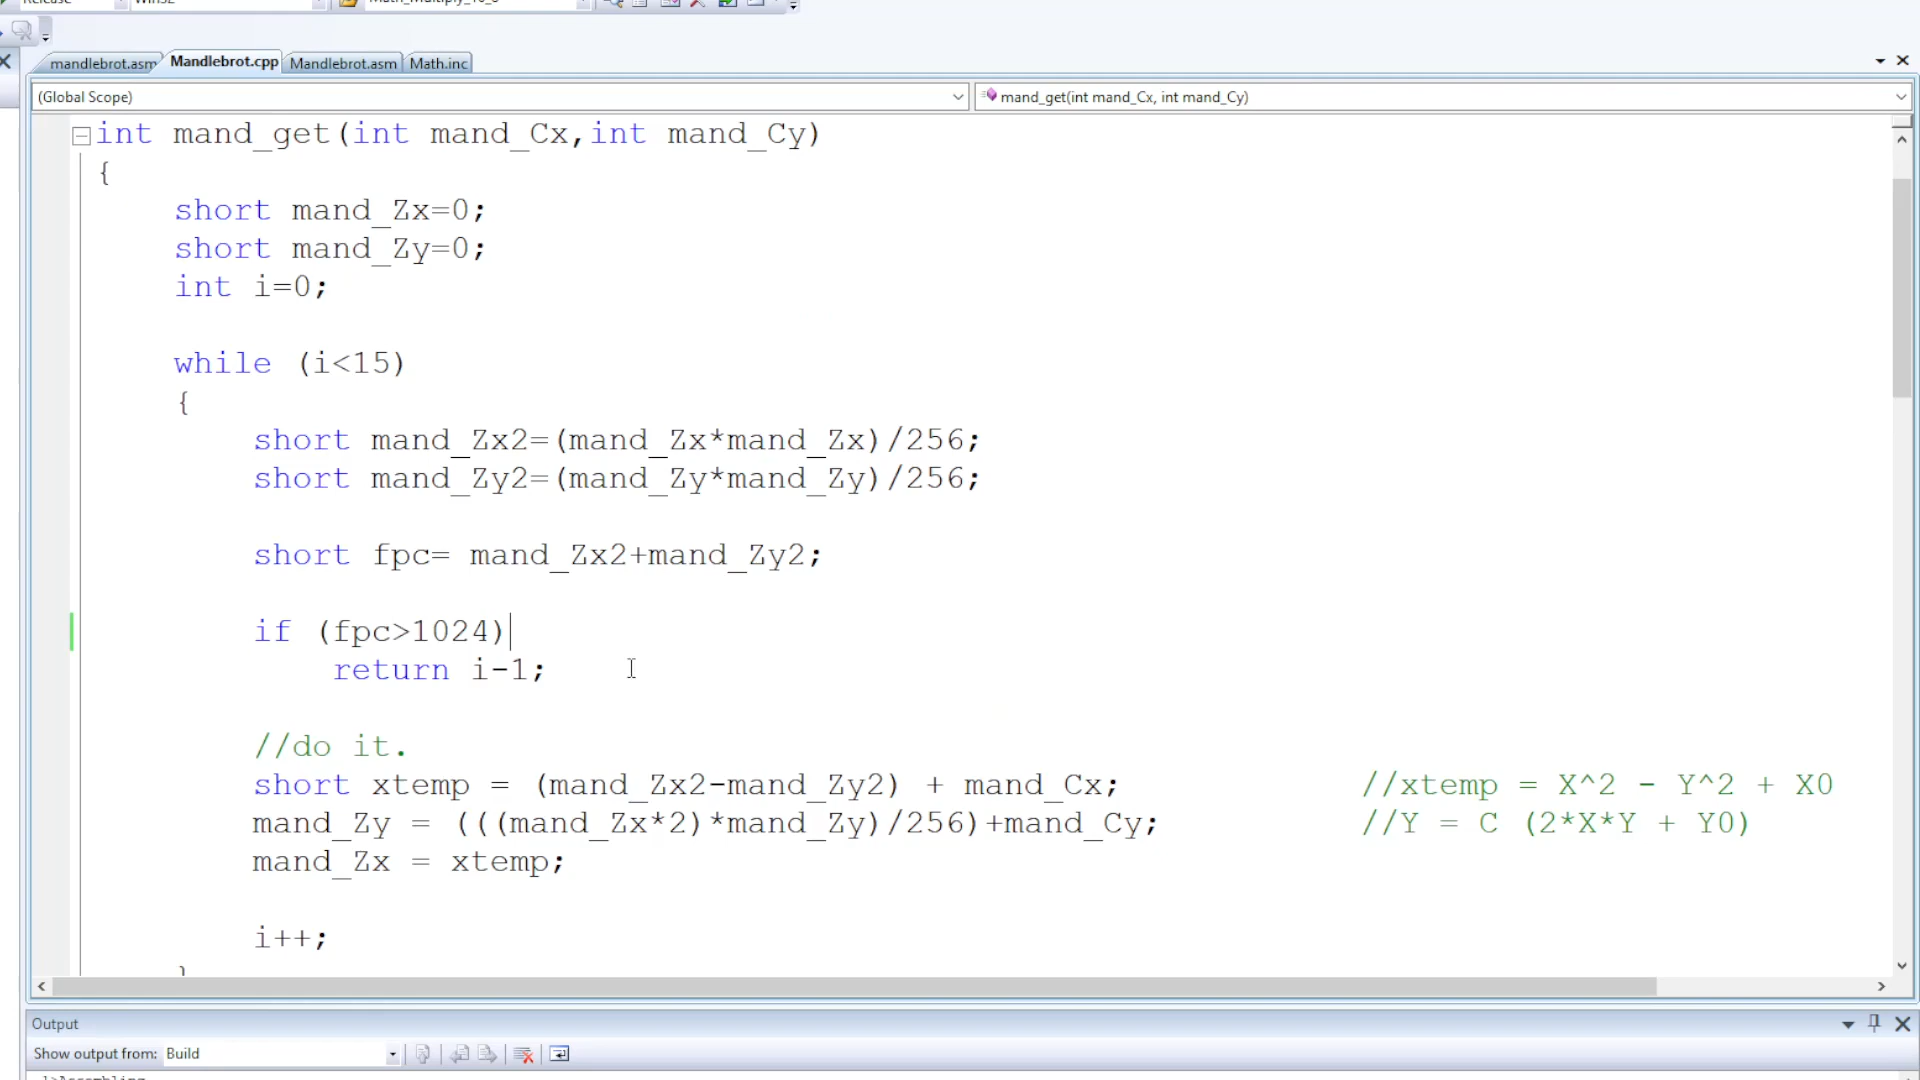 mandlebrot.asm Mandlebrot.cpp Mandlebrot.asm Math.inc
(Global Scope) mand_get(int mand_Cx, int mand_Cy)
int mand_get(int mand_Cx,int mand_Cy)
{
short mand_Zx=0;
short mand_Zy=0;
int i=0;
while (i<15)
{
short mand_Zx2=(mand_Zx*mand_Zx)/256;
short mand_Zy2=(mand_Zy*mand_Zy)/256;
short fpc= mand_Zx2+mand_Zy2;
if (fpc>1024)
return i-1;
//do it.
short xtemp = (mand_Zx2-mand_Zy2) + mand_Cx; //xtemp = X^2 - Y^2 + X0
mand_Zy = (((mand_Zx*2)*mand_Zy)/256)+mand_Cy; //Y = C (2*X*Y + Y0)
mand_Zx = xtemp;
i++;
}
Output
Show output from: Build